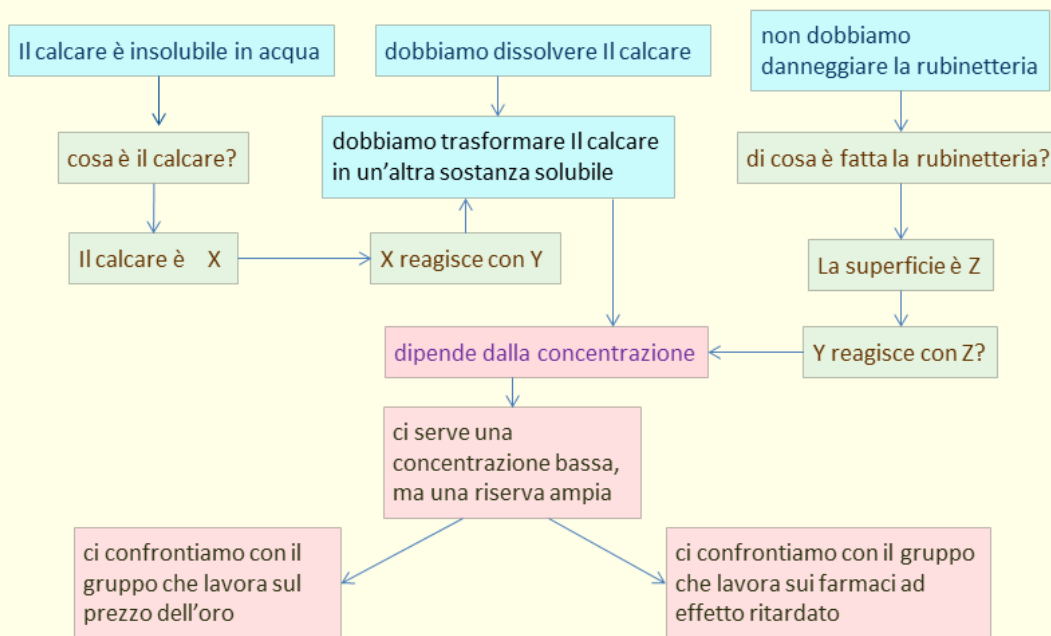 Il calcare è insolubile in acqua
dobbiamo dissolvere Il calcare
non dobbiamo
danneggiare la rubinetteria
cosa è il calcare?
dobbiamo trasformare Il calcare
in un'altra sostanza solubile
di cosa è fatta la rubinetteria?
Il calcare è X
X reagisce con Y
La superficie è Z
dipende dalla concentrazione
Y reagisce con Z?
ci serve una
concentrazione bassa,
ma una riserva ampia
ci confrontiamo con il
gruppo che lavora sul
prezzo dell'oro
ci confrontiamo con il gruppo
che lavora sui farmaci ad
effetto ritardato